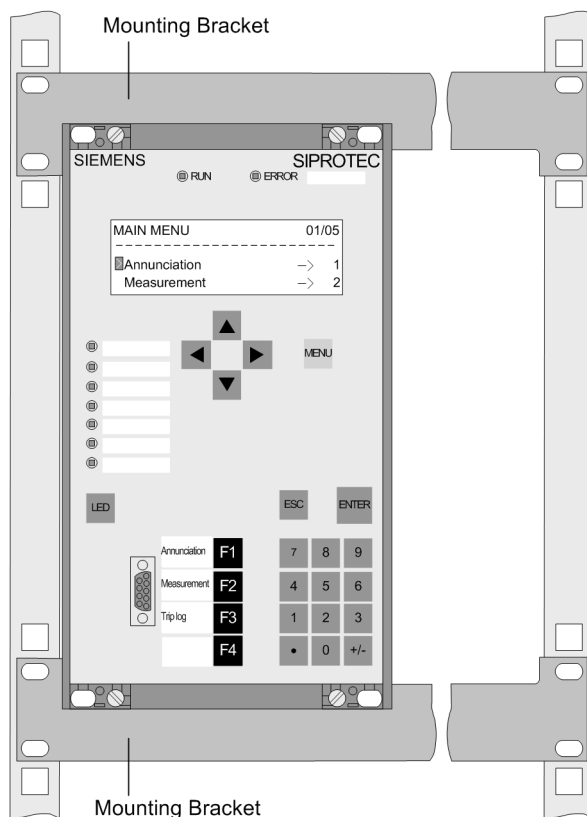 Mounting Bracket
SIEMENS SIPROTEC
RUN ERROR
MAIN MENU 01/05
Annunciation –> 1
Measurement –> 2
MENU
LED ESC ENTER
Annunciation F1 7 8 9
Measurement F2 4 5 6
Trip log F3 1 2 3
F4 • 0 +/-
Mounting Bracket